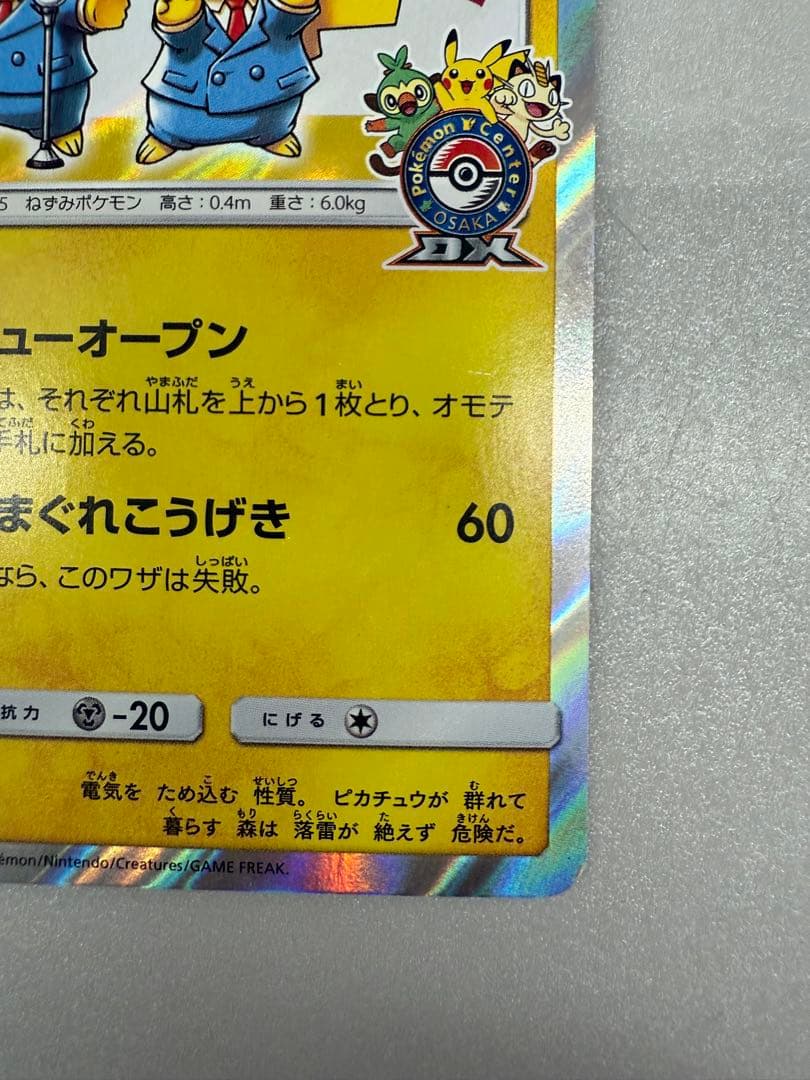 Pokémon Center
OSAKA
DX
5 ねずみポケモン 高さ：0.4m 重さ：6.0kg
ューオープン
は、それぞれ山札を上から1枚とり、オモテ
手札に加える。
まぐれこうげき 60
なら、このワザは失敗。
抗力 -20 にげる
電気を ため込む 性質。 ピカチュウが 群れて
暮らす 森は 落雷が 絶えず 危険だ。
émon/Nintendo/Creatures/GAME FREAK.